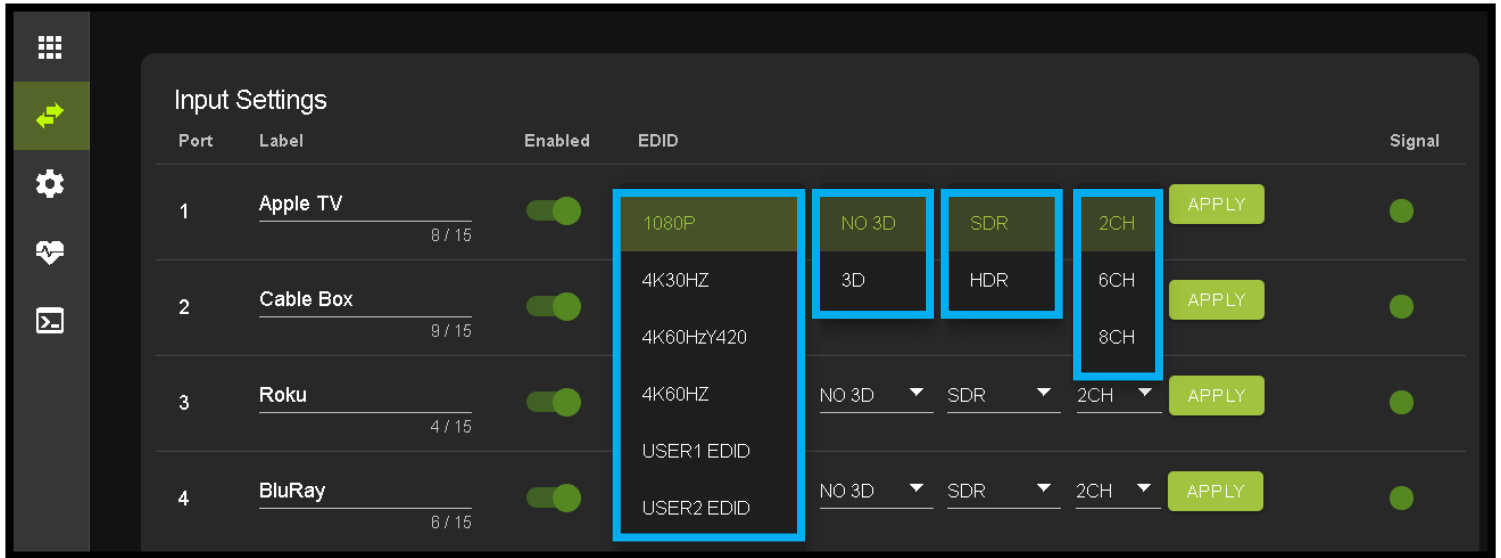 Input Settings
Port Label Enabled EDID Signal
1 Apple TV 1080P NO 3D SDR 2CH APPLY
8 / 15
4K30HZ 3D HDR 6CH
2 Cable Box APPLY
9 / 15
4K60HzY420 8CH
3 Roku 4K60HZ NO 3D SDR 2CH APPLY
4 / 15
USER1 EDID
4 BluRay NO 3D SDR 2CH APPLY
USER2 EDID
6 / 15